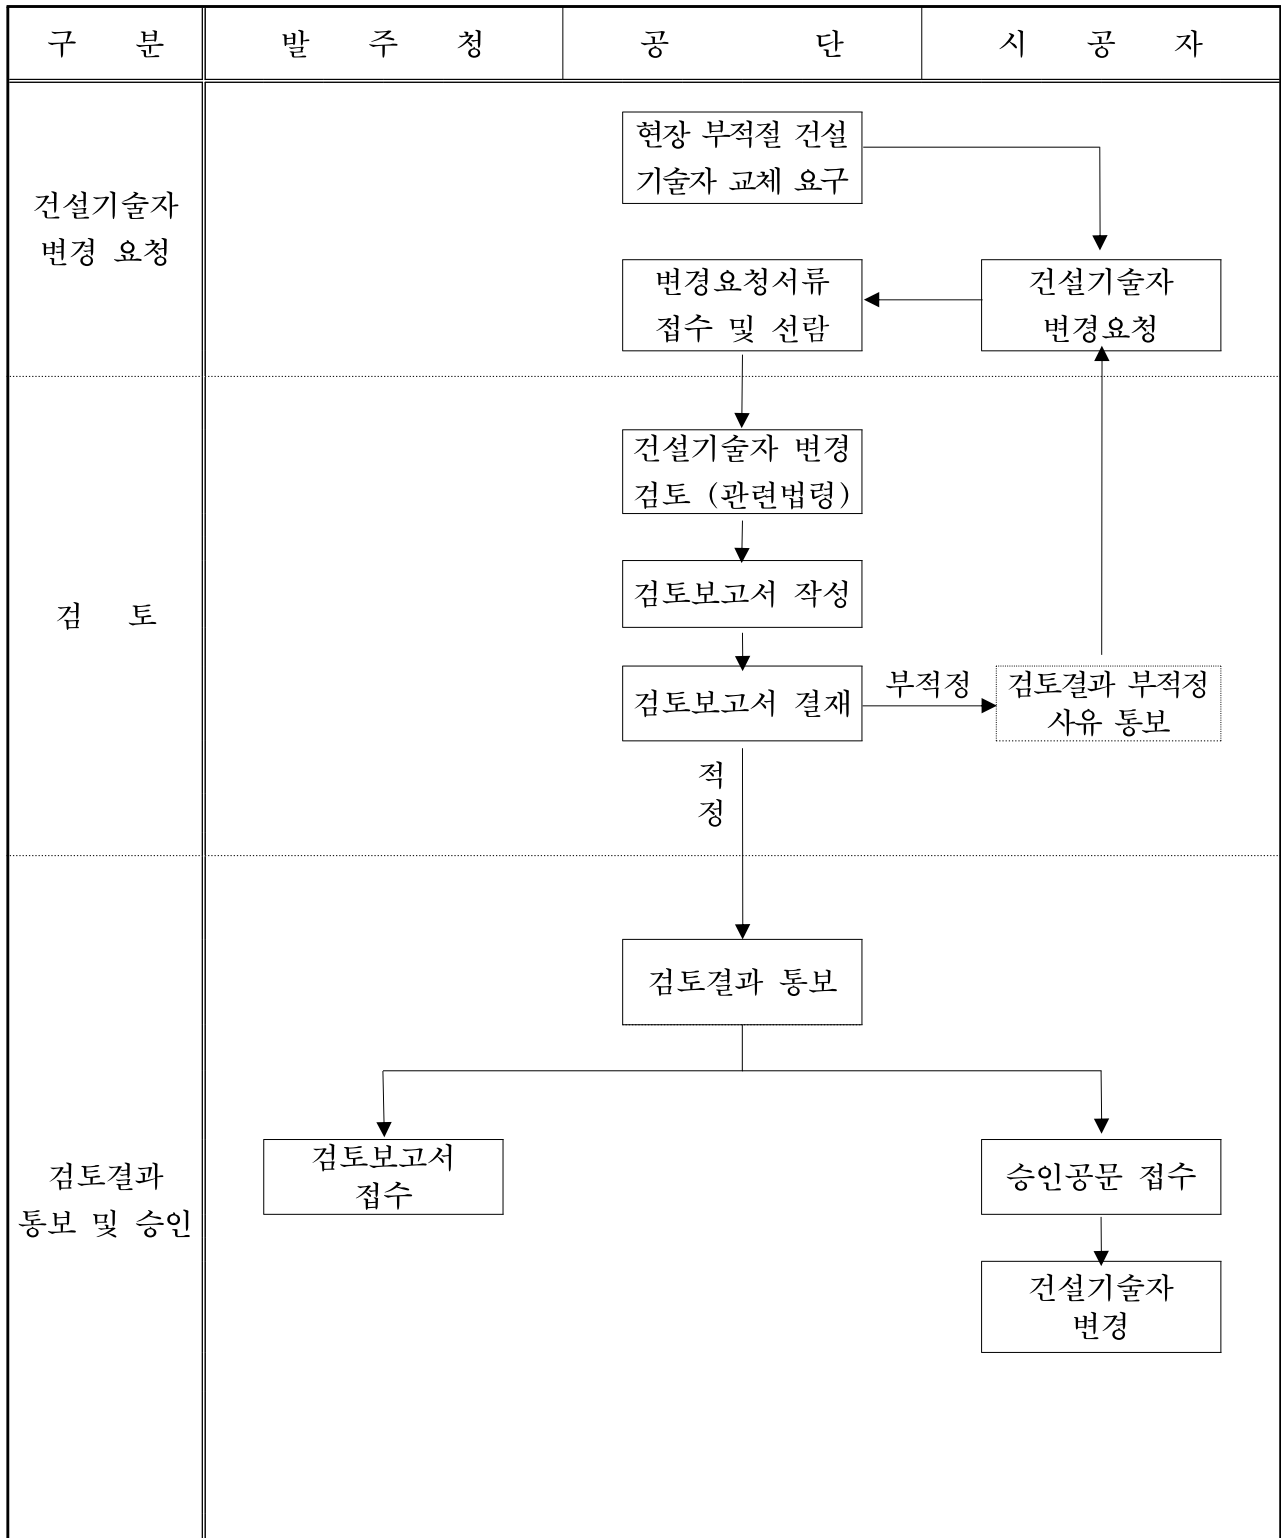 구 분
발 주 청
공 단
시 공 자
건설기술자
변경 요청
현장 부적절 건설
기술자 교체 요구
변경요청서류
접수 및 선람
건설기술자
변경요청
검 토
건설기술자 변경
검토 (관련법령)
검토보고서 작성
검토보고서 결재
부적정
검토결과 부적정
사유 통보
적
정
검토결과
통보 및 승인
검토결과 통보
검토보고서
접수
승인공문 접수
건설기술자
변경